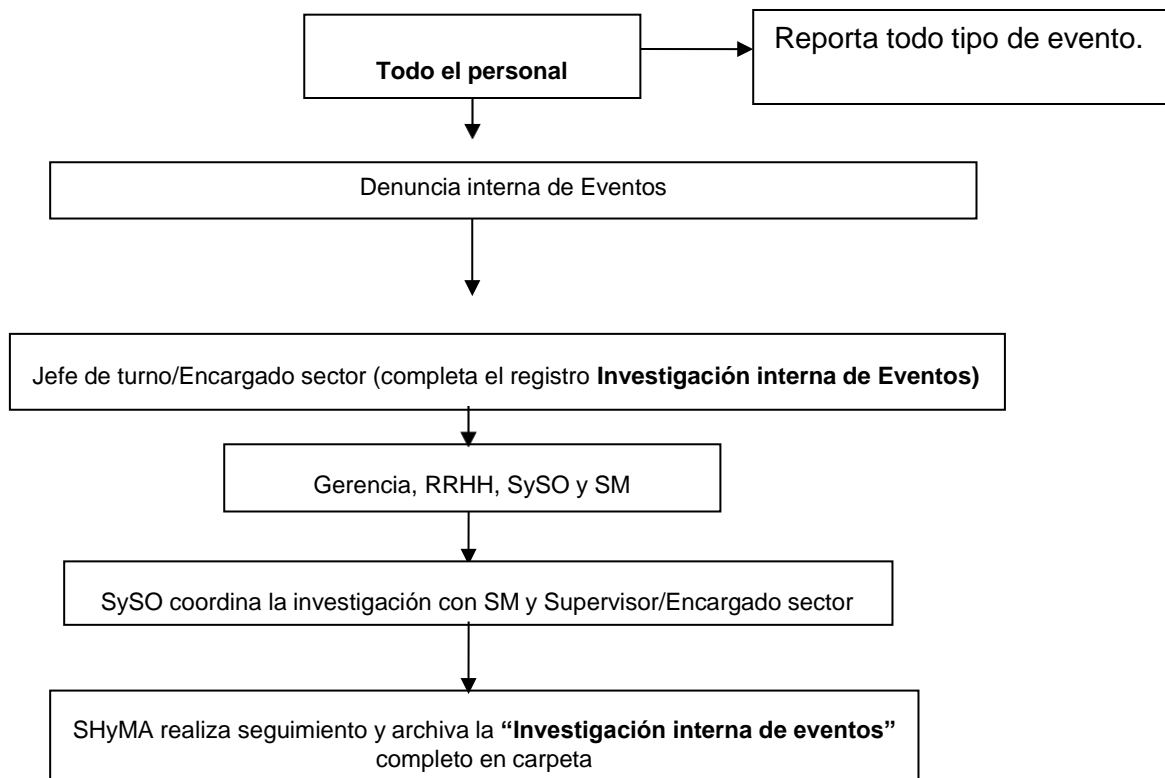 Reporta todo tipo de evento.
Todo el personal
Denuncia interna de Eventos
Jefe de turno/Encargado sector (completa el registro Investigación interna de Eventos)
Gerencia, RRHH, SySO y SM
SySO coordina la investigación con SM y Supervisor/Encargado sector
SHyMA realiza seguimiento y archiva la “Investigación interna de eventos”
completo en carpeta